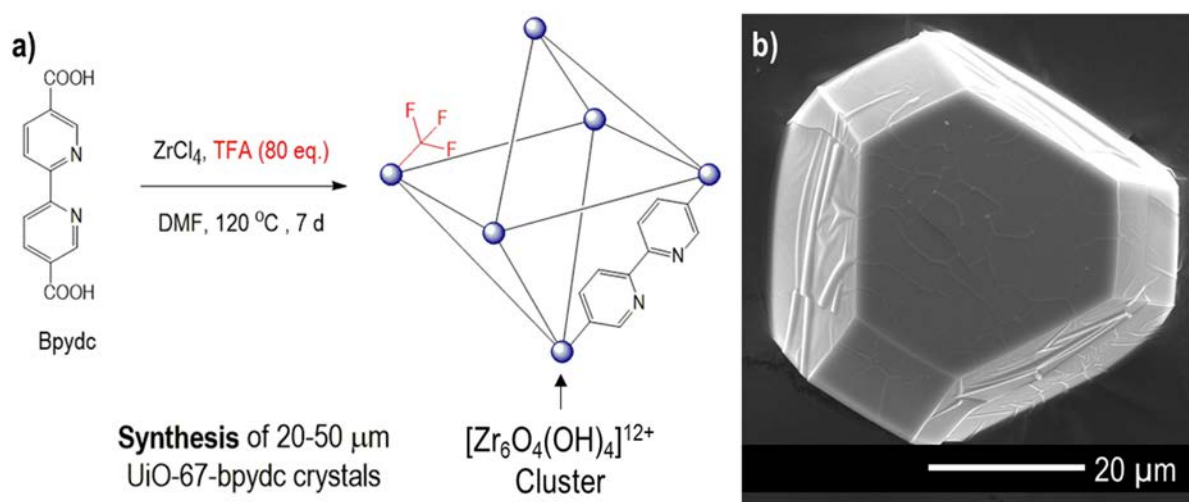 a)
COOH
N
N
COOH
Bpydc
ZrCl₄, TFA (80 eq.)
DMF, 120 °C , 7 d
F
F
F
N
N
Synthesis of 20-50 μm
UiO-67-bpydc crystals
[Zr₆O₄(OH)₄]¹²⁺
Cluster
b)
20 μm